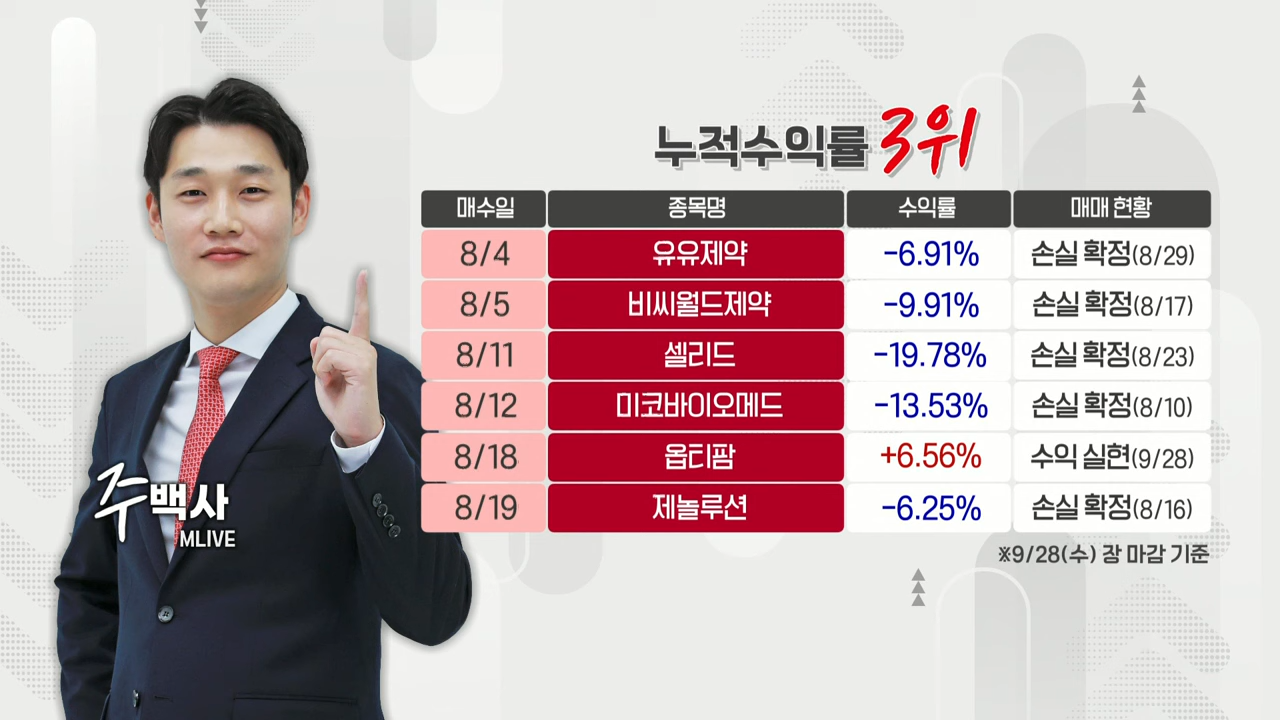 누적수익률 3위
매수일 종목명 수익률 매매 현황
8/4 유유제약 -6.91% 손실 확정(8/29)
8/5 비씨월드제약 -9.91% 손실 확정(8/17)
8/11 셀리드 -19.78% 손실 확정(8/23)
8/12 미코바이오메드 -13.53% 손실 확정(8/10)
8/18 옵티팜 +6.56% 수익 실현(9/28)
8/19 제놀루션 -6.25% 손실 확정(8/16)
※9/28(수) 장 마감 기준
주백사
MLIVE